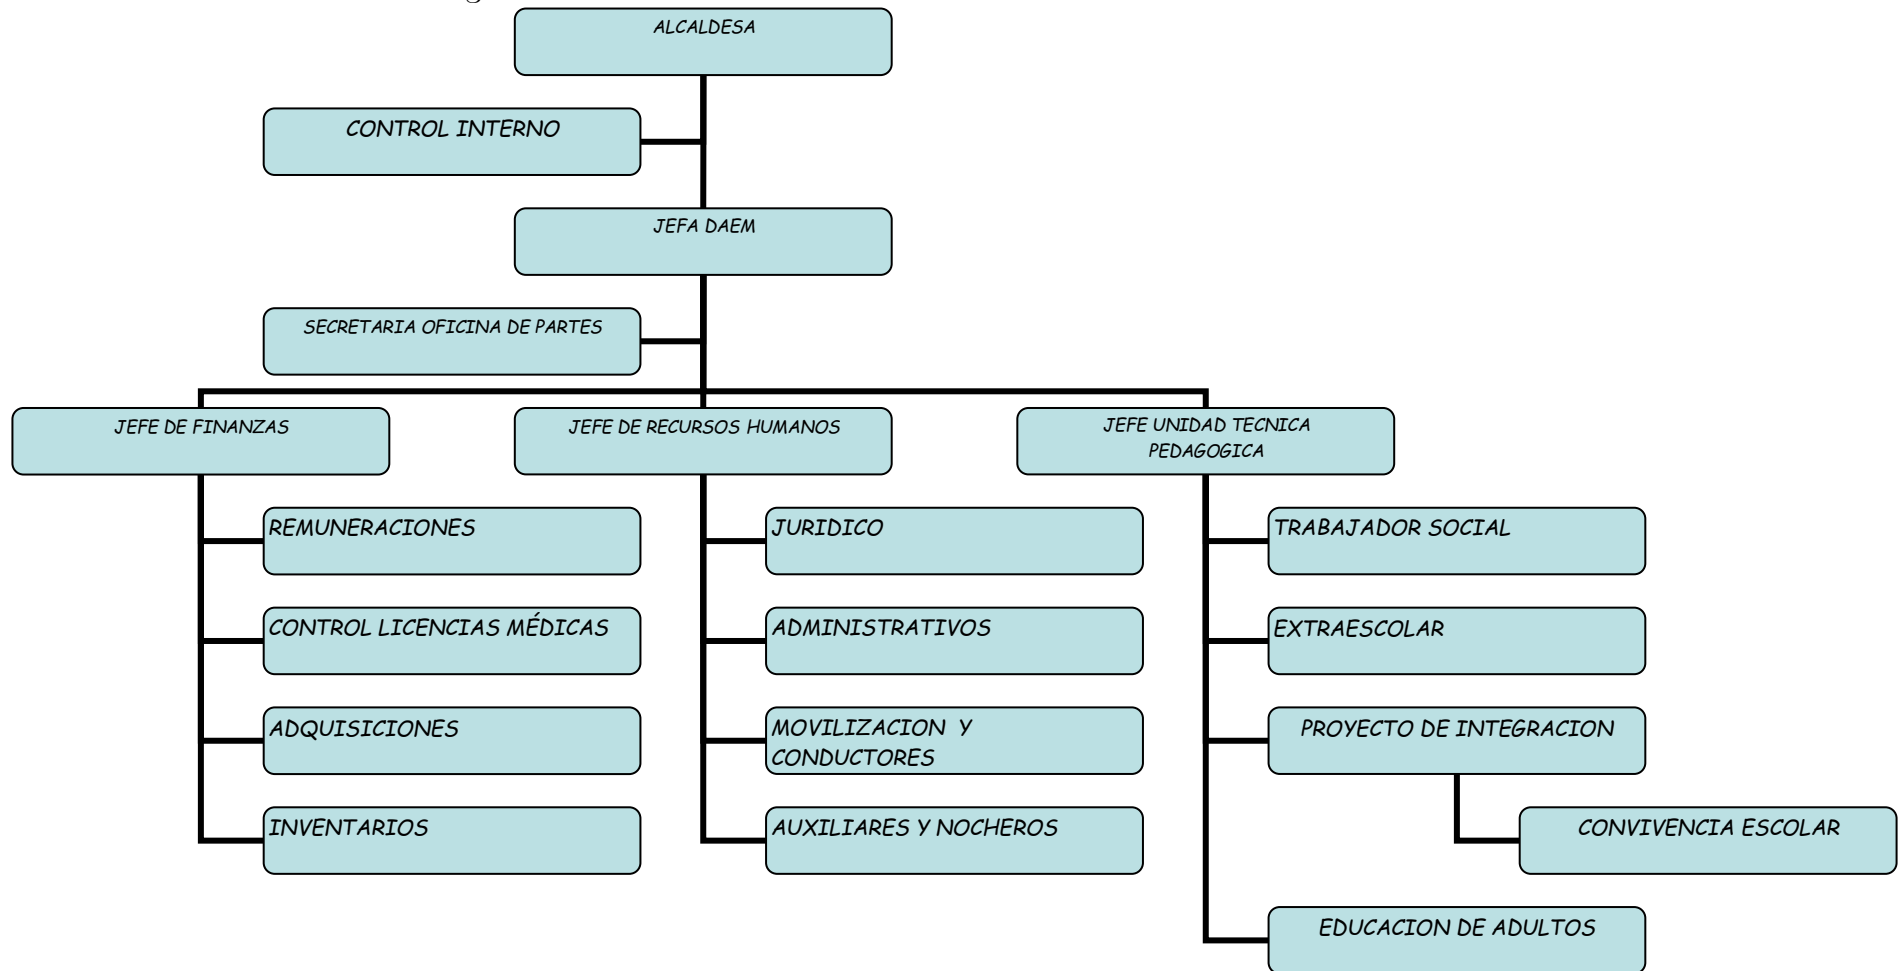 ALCALDESA
CONTROL INTERNO
JEFA DAEM
SECRETARIA OFICINA DE PARTES
JEFE DE FINANZAS
JEFE DE RECURSOS HUMANOS
JEFE UNIDAD TECNICA
PEDAGOGICA
REMUNERACIONES
JURIDICO
TRABAJADOR SOCIAL
CONTROL LICENCIAS MÉDICAS
ADMINISTRATIVOS
EXTRAESCOLAR
ADQUISICIONES
MOVILIZACION Y
CONDUCTORES
PROYECTO DE INTEGRACION
INVENTARIOS
AUXILIARES Y NOCHEROS
CONVIVENCIA ESCOLAR
EDUCACION DE ADULTOS